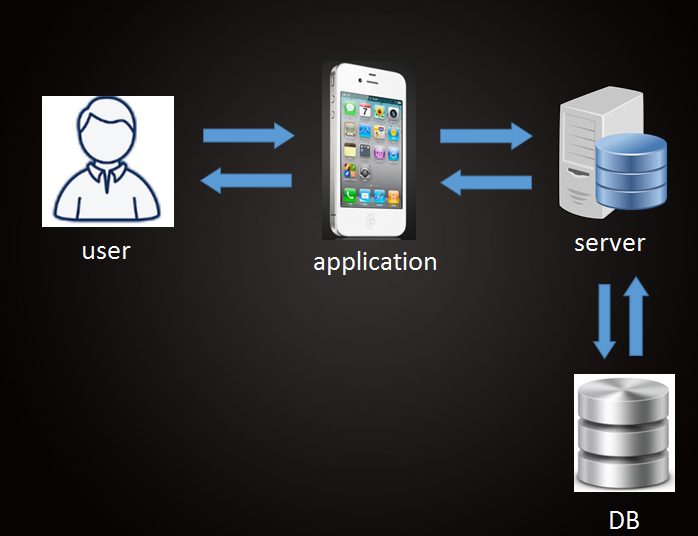 user
application
server
DB